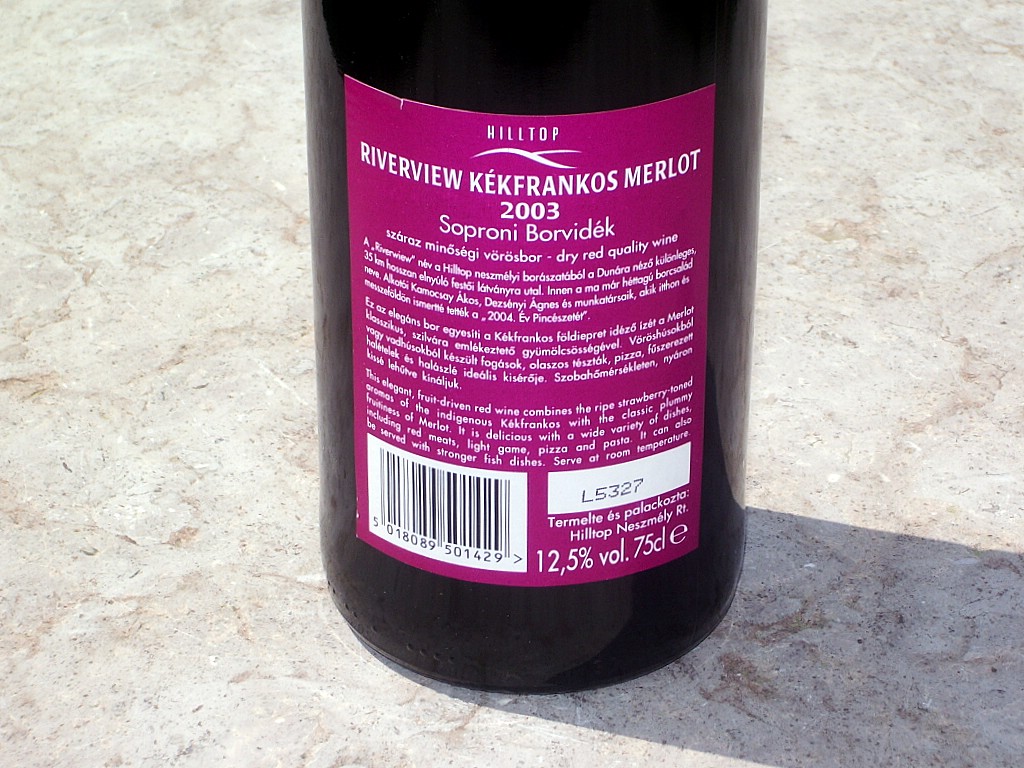 HILLTOP
RIVERVIEW KÉKFRANKOS MERLOT
2003
Soproni Borvidék
száraz minőségi vörösbor - dry red quality wine
A „Riverwiew" név a Hilltop neszmélyi borászatából a Dunára néző különleges,
35 km hosszan elnyúló festői látványra utal. Innen a ma már héttagú borcsalád
neve. Alkotói Kamocsay Ákos, Dezsényi Ágnes és munkatársaik, akik itthon és
messzeföldön ismertté tették a „2004. Év Pincészetét".
Ez az elegáns bor egyesíti a Kékfrankos földiepret idéző ízét a Merlot
klasszikus, szilvára emlékeztető gyümölcsösségével. Vöröshúsokból
vagy vadhúsokból készült fogások, olaszos tészták, pizza, fűszerezett
halételek és halászlé ideális kisérője. Szobahőmérsékleten, nyáron
kissé lehűtve kináljuk.
This elegant, fruit-driven red wine combines the ripe strawberry-toned
aromas of the indigenous Kékfrankos with the classic plummy
fruitiness of Merlot. It is delicious with a wide variety of dishes,
including red meats, light game, pizza and pasta. It can also
be served with stronger fish dishes. Serve at room temperature.
L5327
Termelte és palackozta:
Hilltop Neszmély Rt.
5 018089 501429 >
12,5% vol. 75cl e